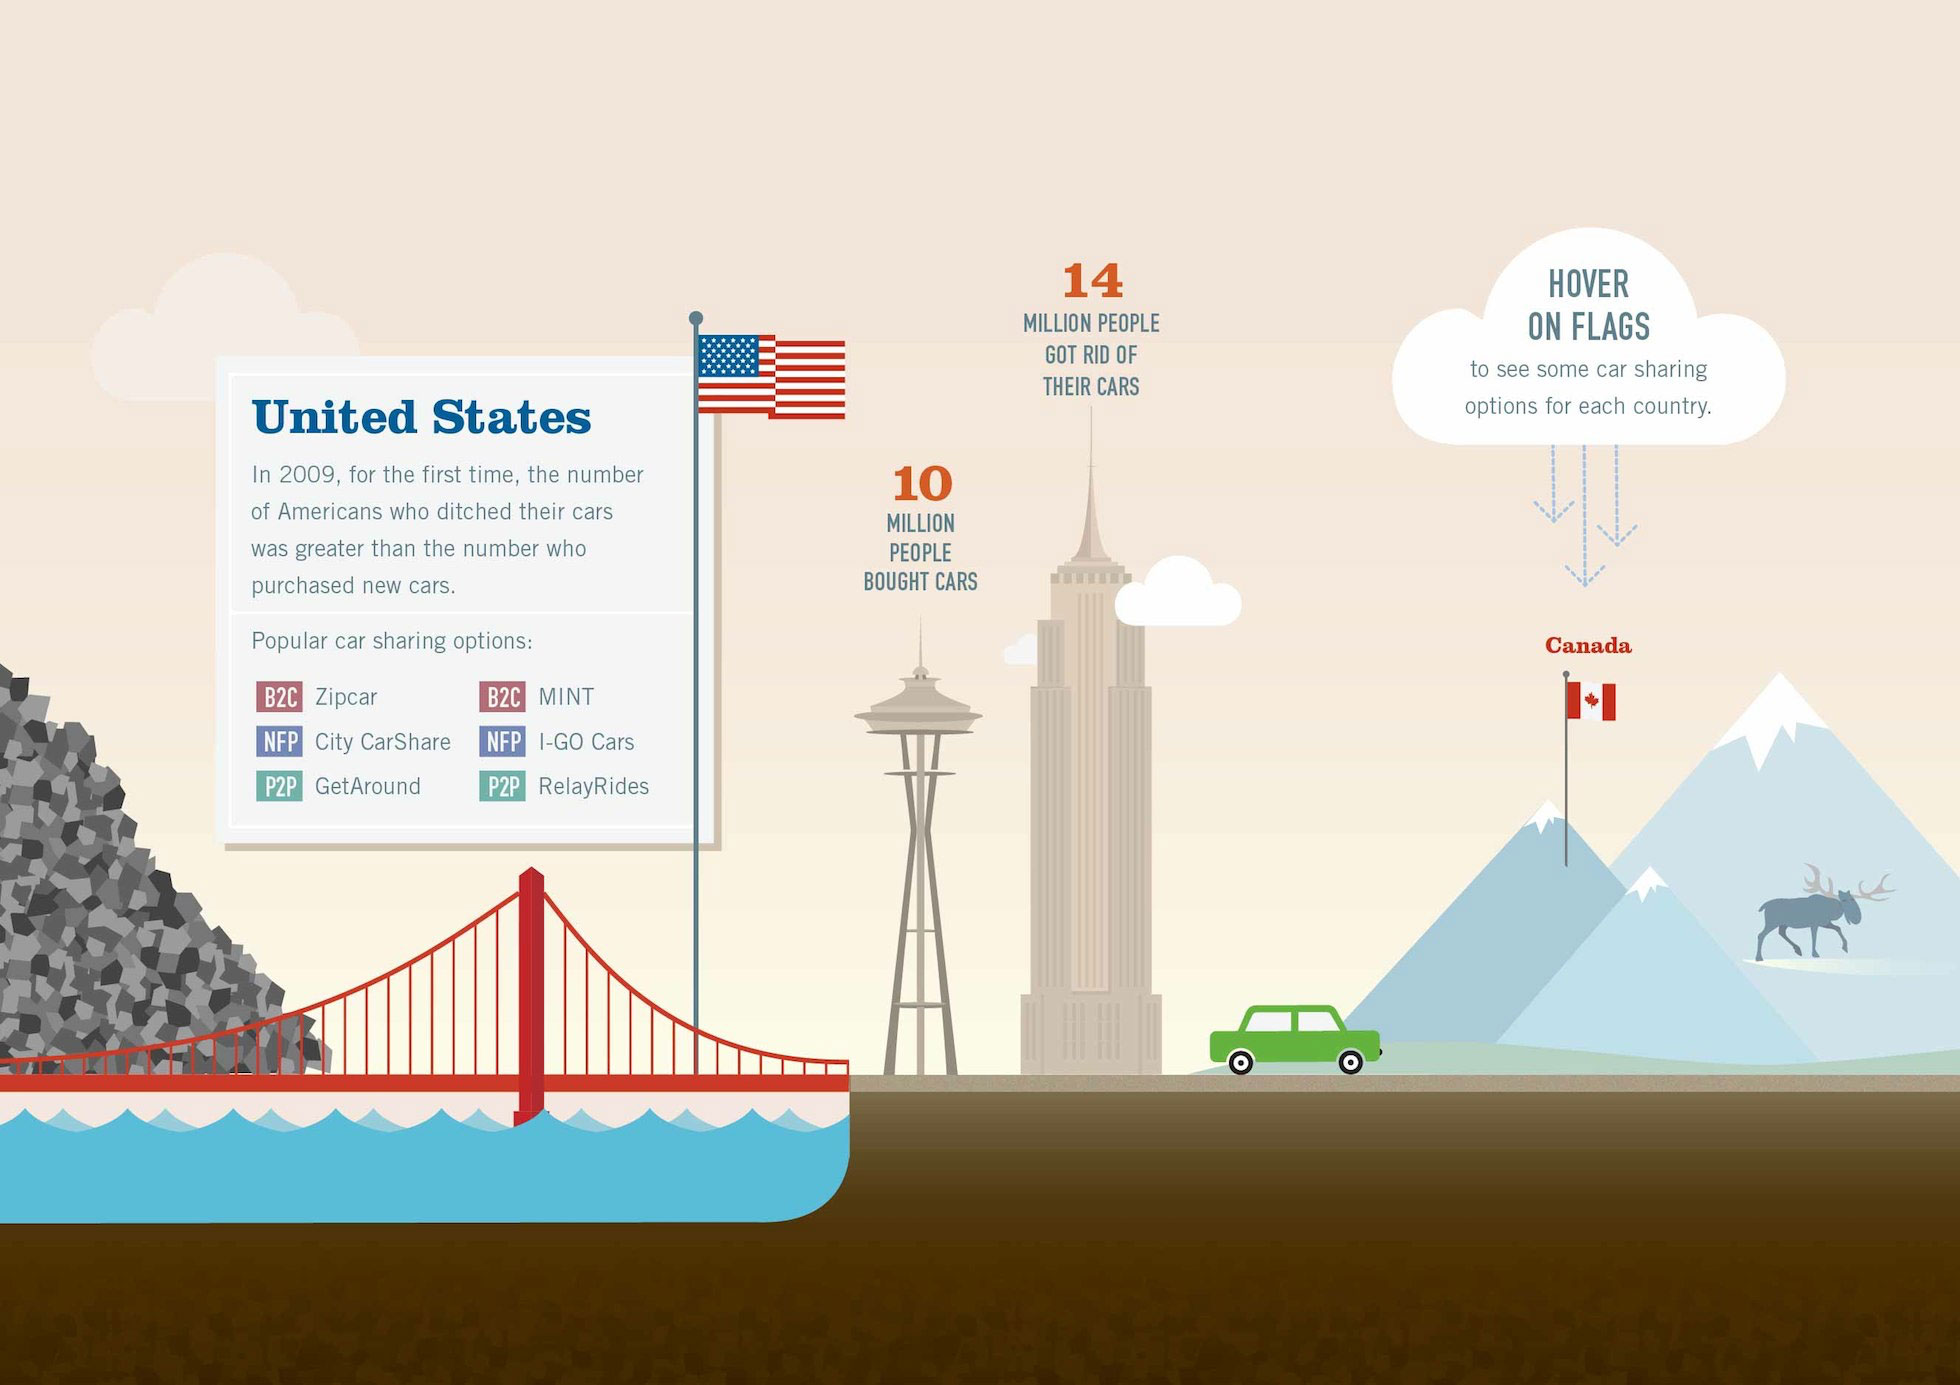 United States
In 2009, for the first time, the number
of Americans who ditched their cars
was greater than the number who
purchased new cars.
Popular car sharing options:
B2C Zipcar
B2C MINT
NFP City CarShare
NFP I-GO Cars
P2P GetAround
P2P RelayRides
10
MILLION
PEOPLE
BOUGHT CARS
14
MILLION PEOPLE
GOT RID OF
THEIR CARS
HOVER
ON FLAGS
to see some car sharing
options for each country.
Canada